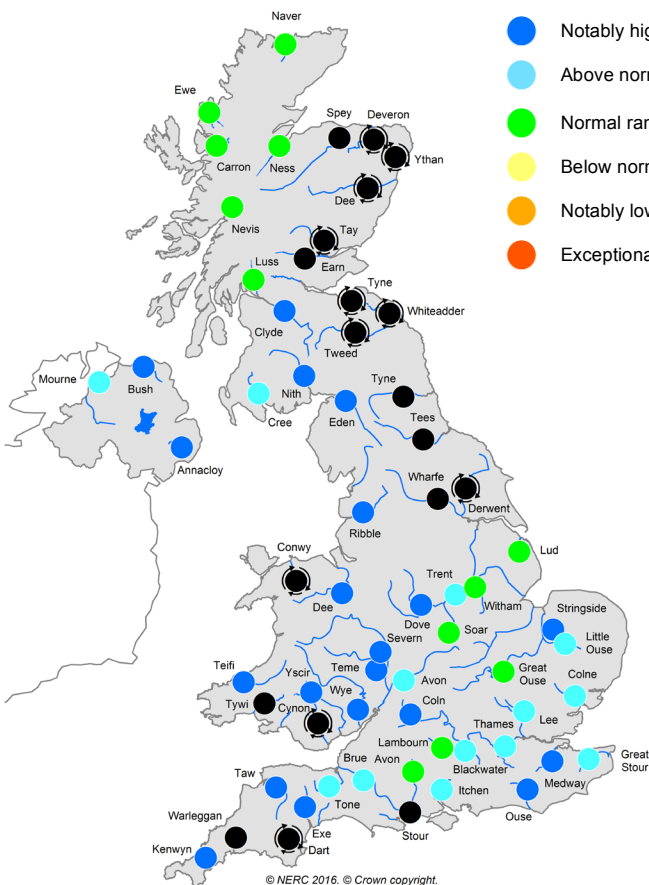 Naver
Notably hig
Above norm
Normal ran
Below norm
Notably low
Exceptiona
Ewe
Spey
Deveron
Carron
Ness
Ythan
Dee
Nevis
Tay
Luss
Earn
Tyne
Whiteadder
Clyde
Tweed
Mourne
Bush
Nith
Tyne
Cree
Eden
Tees
Annacloy
Wharfe
Derwent
Ribble
Conwy
Lud
Trent
Dee
Dove
Witham
Stringside
Severn
Soar
Little
Ouse
Teifi
Yscir
Teme
Avon
Great
Ouse
Colne
Tywi
Cynon
Wye
Coln
Thames
Lee
Lambourn
Brue
Avon
Blackwater
Great
Stour
Taw
Tone
Itchen
Medway
Warleggan
Exe
Stour
Ouse
Kenwyn
Dart
© NERC 2016. © Crown copyright.